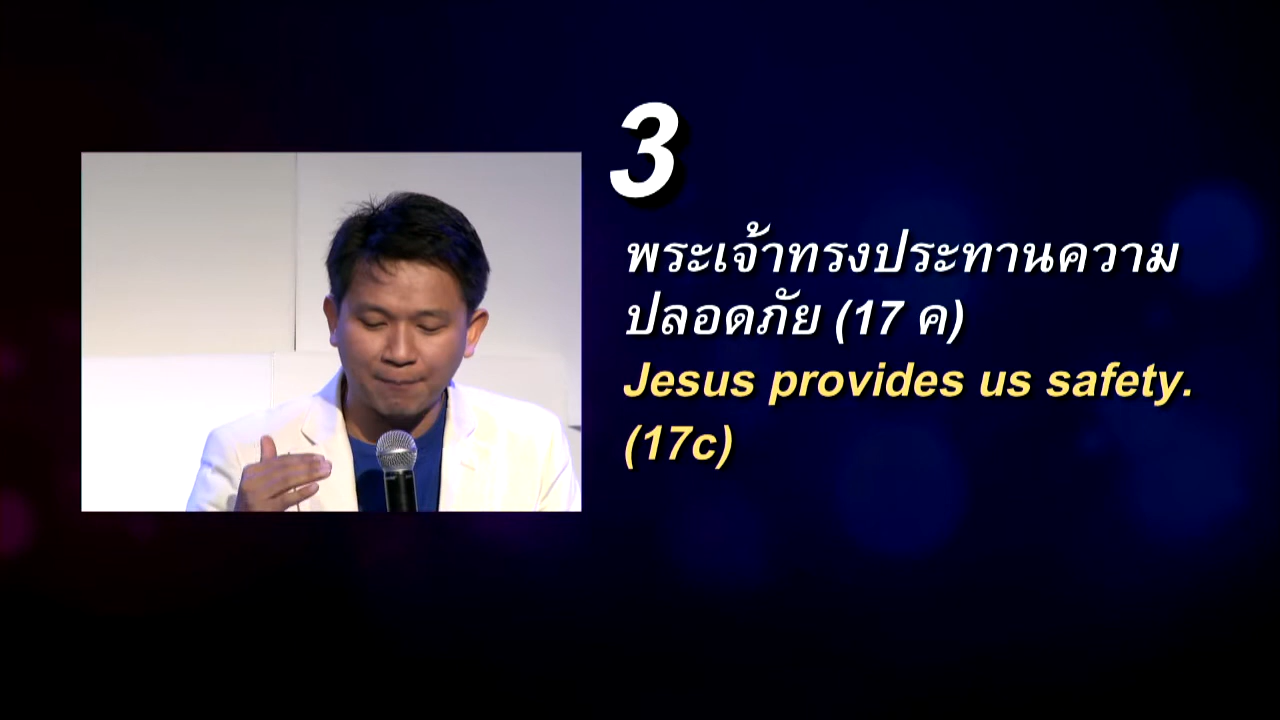 3
พระเจ้าทรงประทานความ
ปลอดภัย (17 ค)
Jesus provides us safety.
(17c)